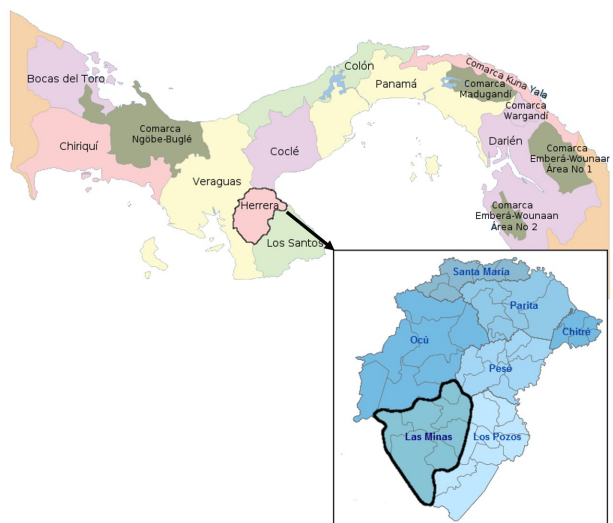 Bocas del Toro
Chiriquí
Comarca
Ngöbe-Buglé
Veraguas
Coclé
Colón
Panamá
Comarca Kuna Yala
Comarca
Madugandí
Comarca
Wargandí
Darién
Comarca
Emberá-Wounaan
Área No 1
Comarca
Emberá-Wounaan
Área No 2
Herrera
Los Santos
Santa María
Parita
Chitré
Ocú
Pesé
Las Minas
Los Pozos